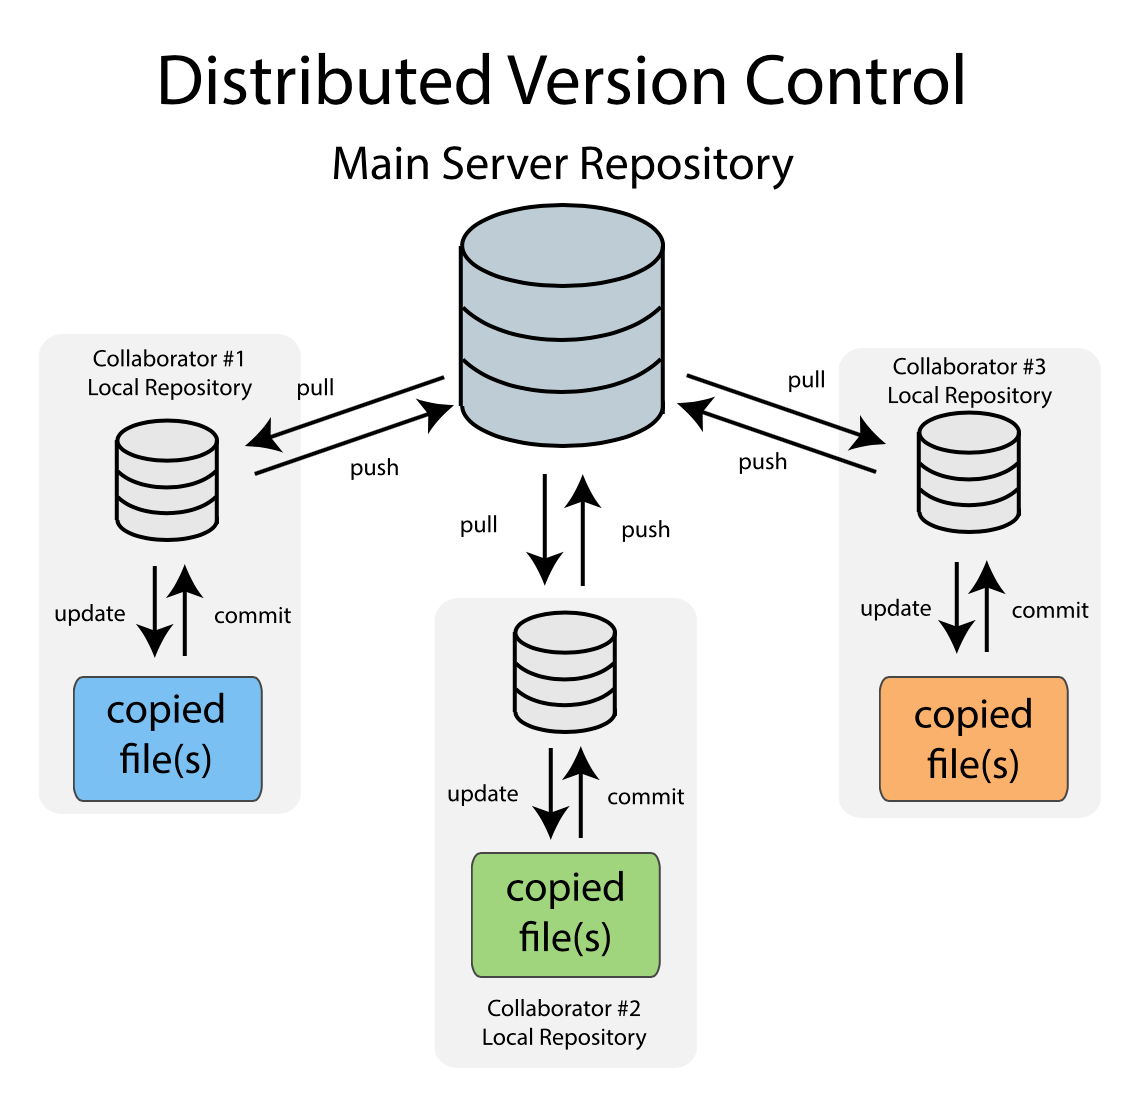 Distributed Version Control
Main Server Repository
Collaborator #1
Local Repository
pull
push
update
commit
copied
file(s)
pull
push
update
commit
copied
file(s)
Collaborator #2
Local Repository
Collaborator #3
Local Repository
pull
push
update
commit
copied
file(s)